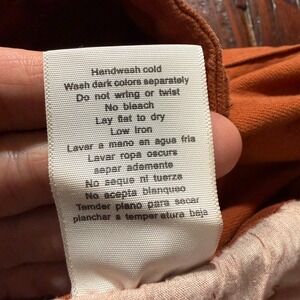 Handwash cold
Wash dark colors separately
Do not wring or twist
No bleach
Lay flat to dry
Low iron
Lavar a mano en agua fria
Lavar ropa oscura
separ ademente
No seque ni tuerza
No acepta blanqueo
Tender plano para secar
planchar a temper atura baja